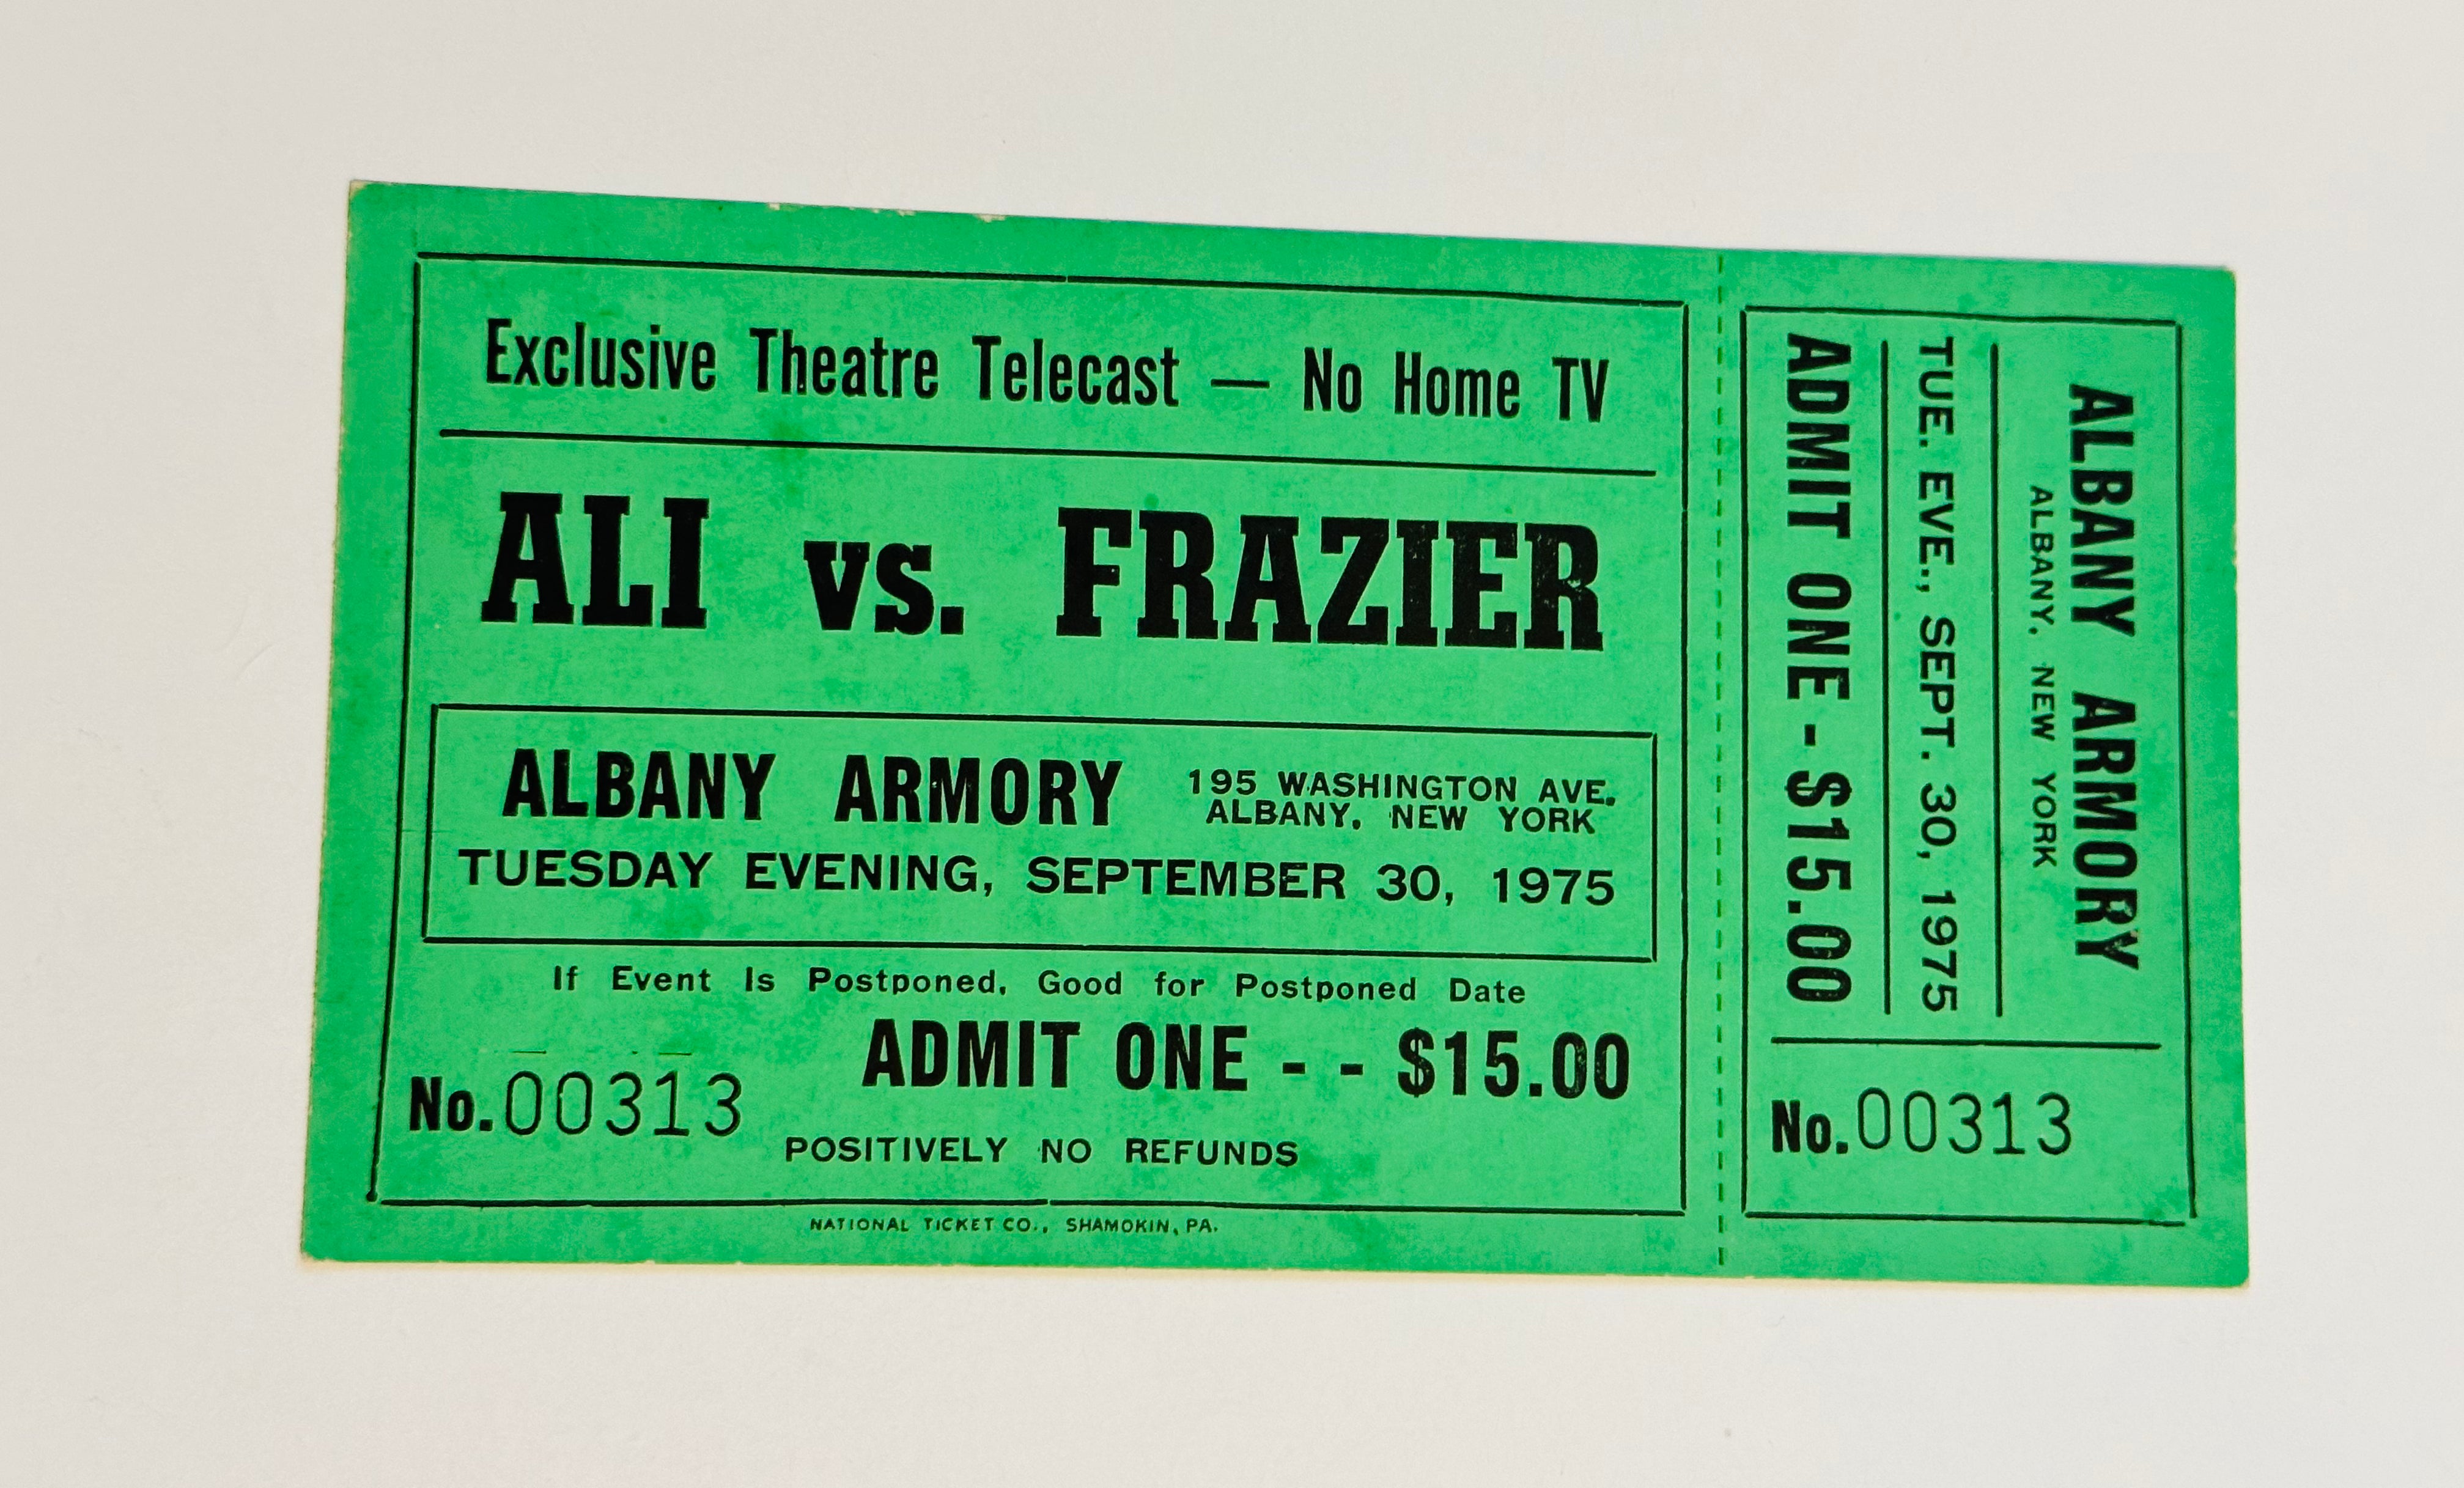 Exclusive Theatre Telecast — No Home TV
ALI vs. FRAZIER
ALBANY ARMORY
195 WASHINGTON AVE.
ALBANY, NEW YORK
TUESDAY EVENING, SEPTEMBER 30, 1975
If Event Is Postponed, Good for Postponed Date
ADMIT ONE - - $15.00
No. 00313
POSITIVELY NO REFUNDS
NATIONAL TICKET CO., SHAMOKIN, PA.
ALBANY ARMORY
ALBANY, NEW YORK
TUE. EVE., SEPT. 30, 1975
ADMIT ONE - $15.00
No. 00313